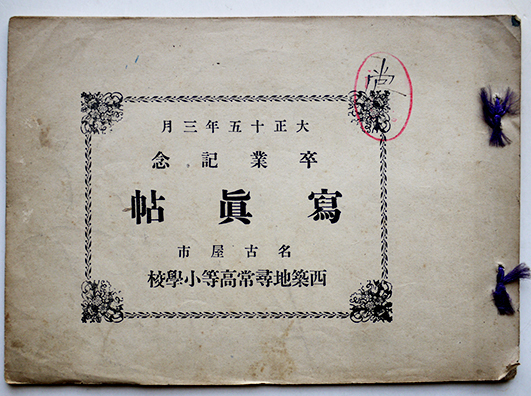 大正十五年三月
卒業記念
寫眞帖
名古屋市
西築地尋常高等小學校